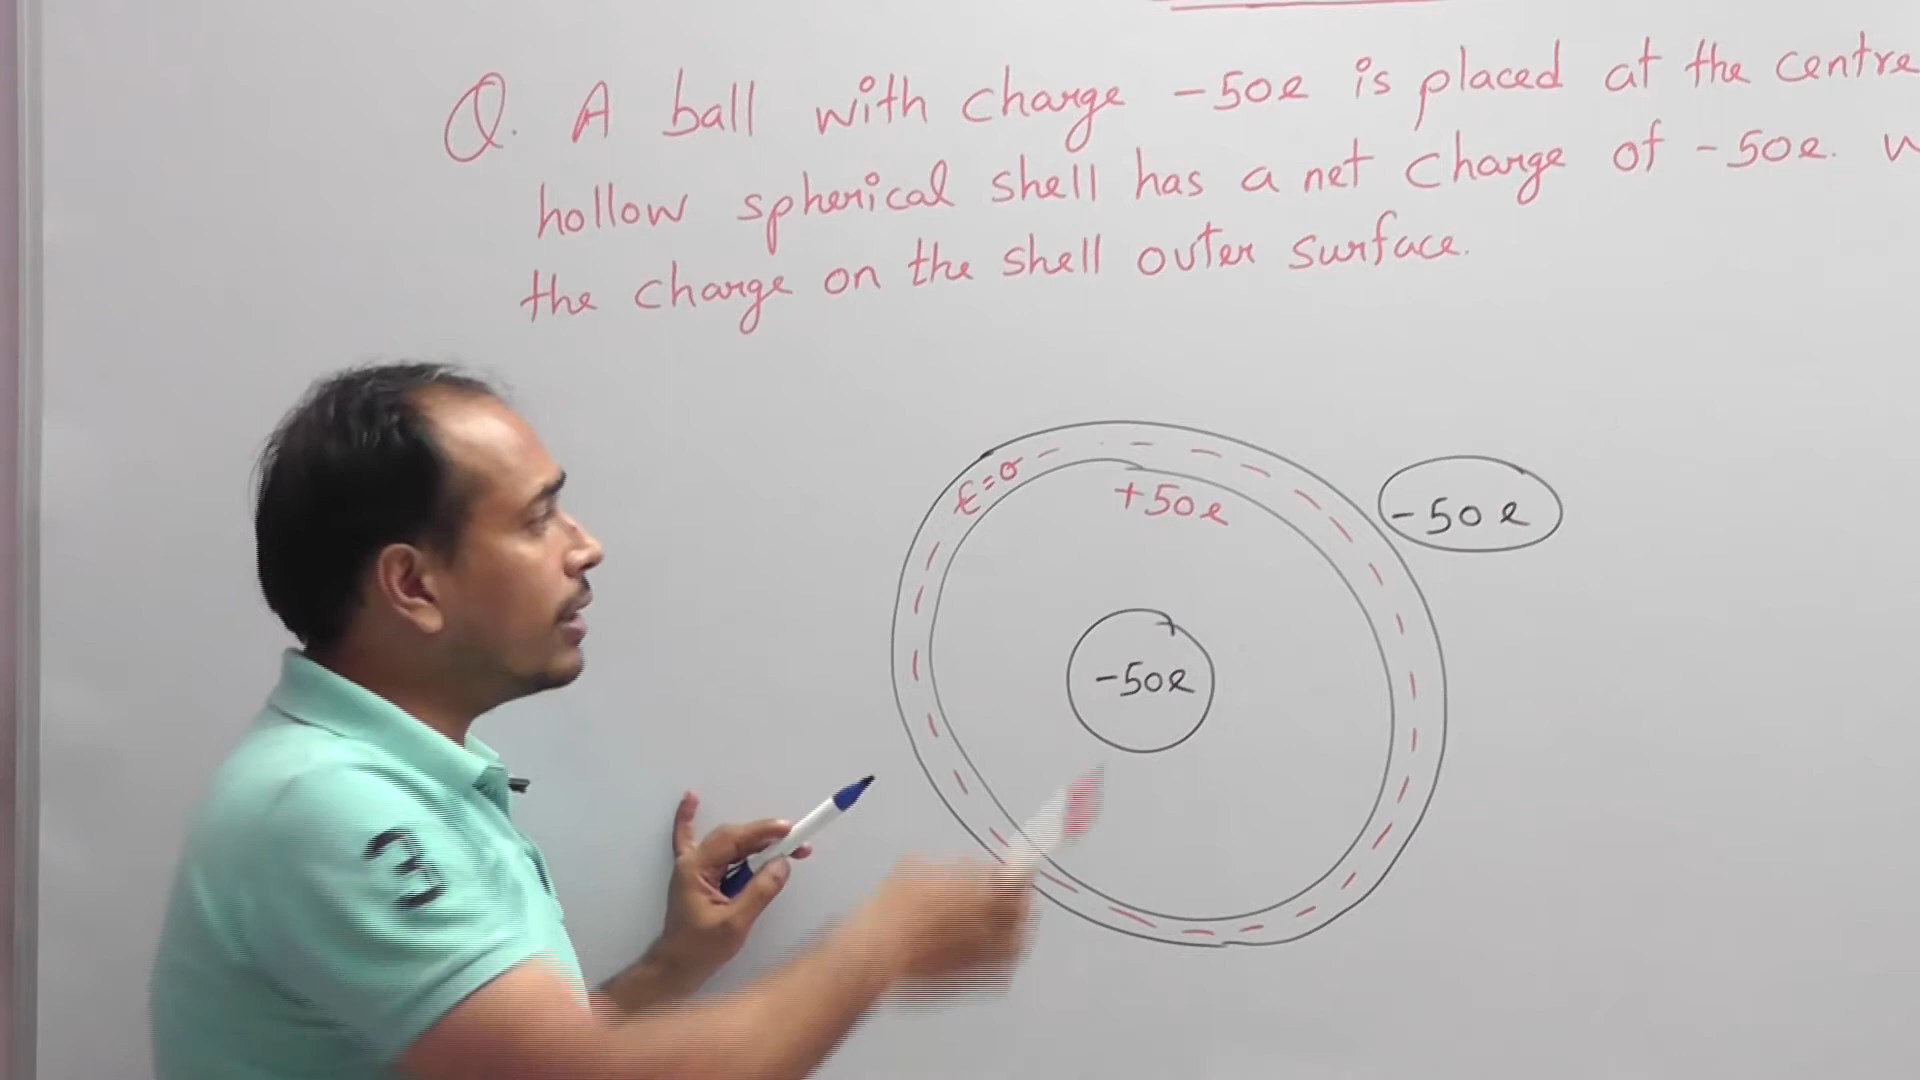 Q. A ball with charge -50e is placed at the centre
hollow spherical shell has a net charge of -50e.
the charge on the shell outer surface.
E=0
+50e
-50e
-50e
3